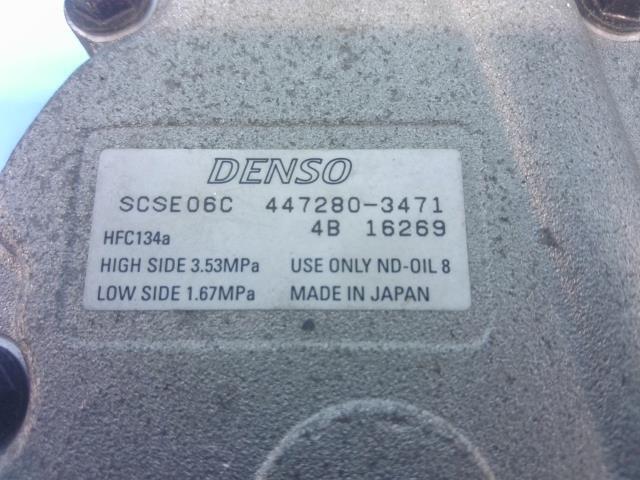 DENSO
SCSE06C 447280-3471
4B 16269
HFC134a
HIGH SIDE 3.53MPa USE ONLY ND-OIL 8
LOW SIDE 1.67MPa MADE IN JAPAN